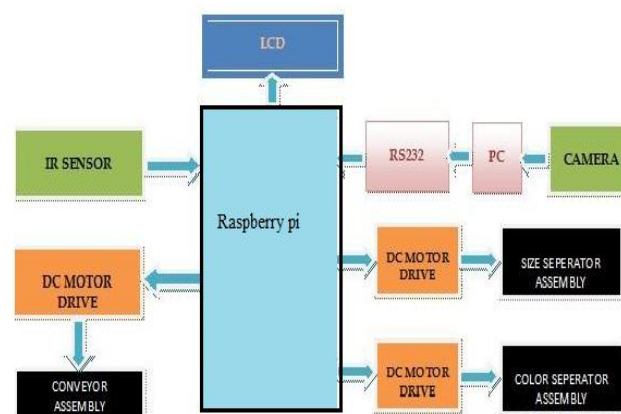 LCD
IR SENSOR
RS232
PC
CAMERA
Raspberry pi
DC MOTOR
DRIVE
DC MOTOR
DRIVE
SIZE SEPERATOR
ASSEMBLY
CONVEYOR
ASSEMBLY
DC MOTOR
DRIVE
COLOR SEPERATOR
ASSEMBLY